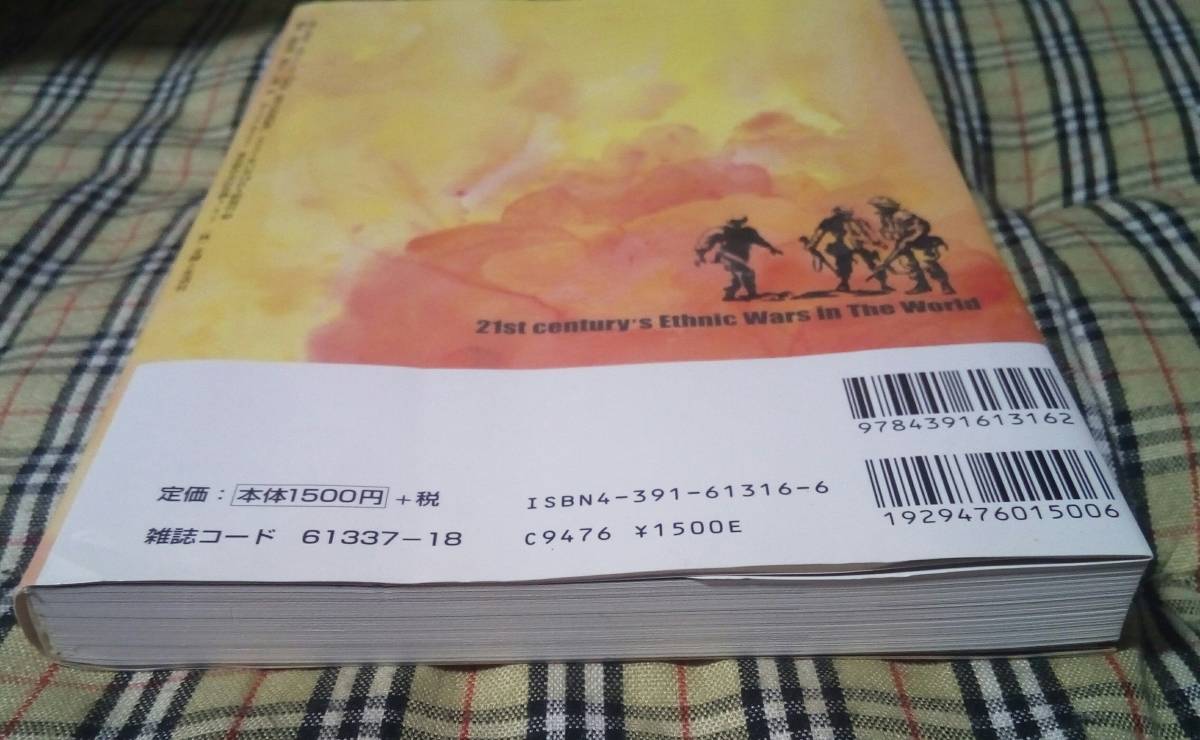 21st century's Ethnic Wars in The World
9784391613162
定価：本体1500円＋税
ISBN4-391-61316-6
雑誌コード 61337-18
C9476 ¥1500E
1929476015006